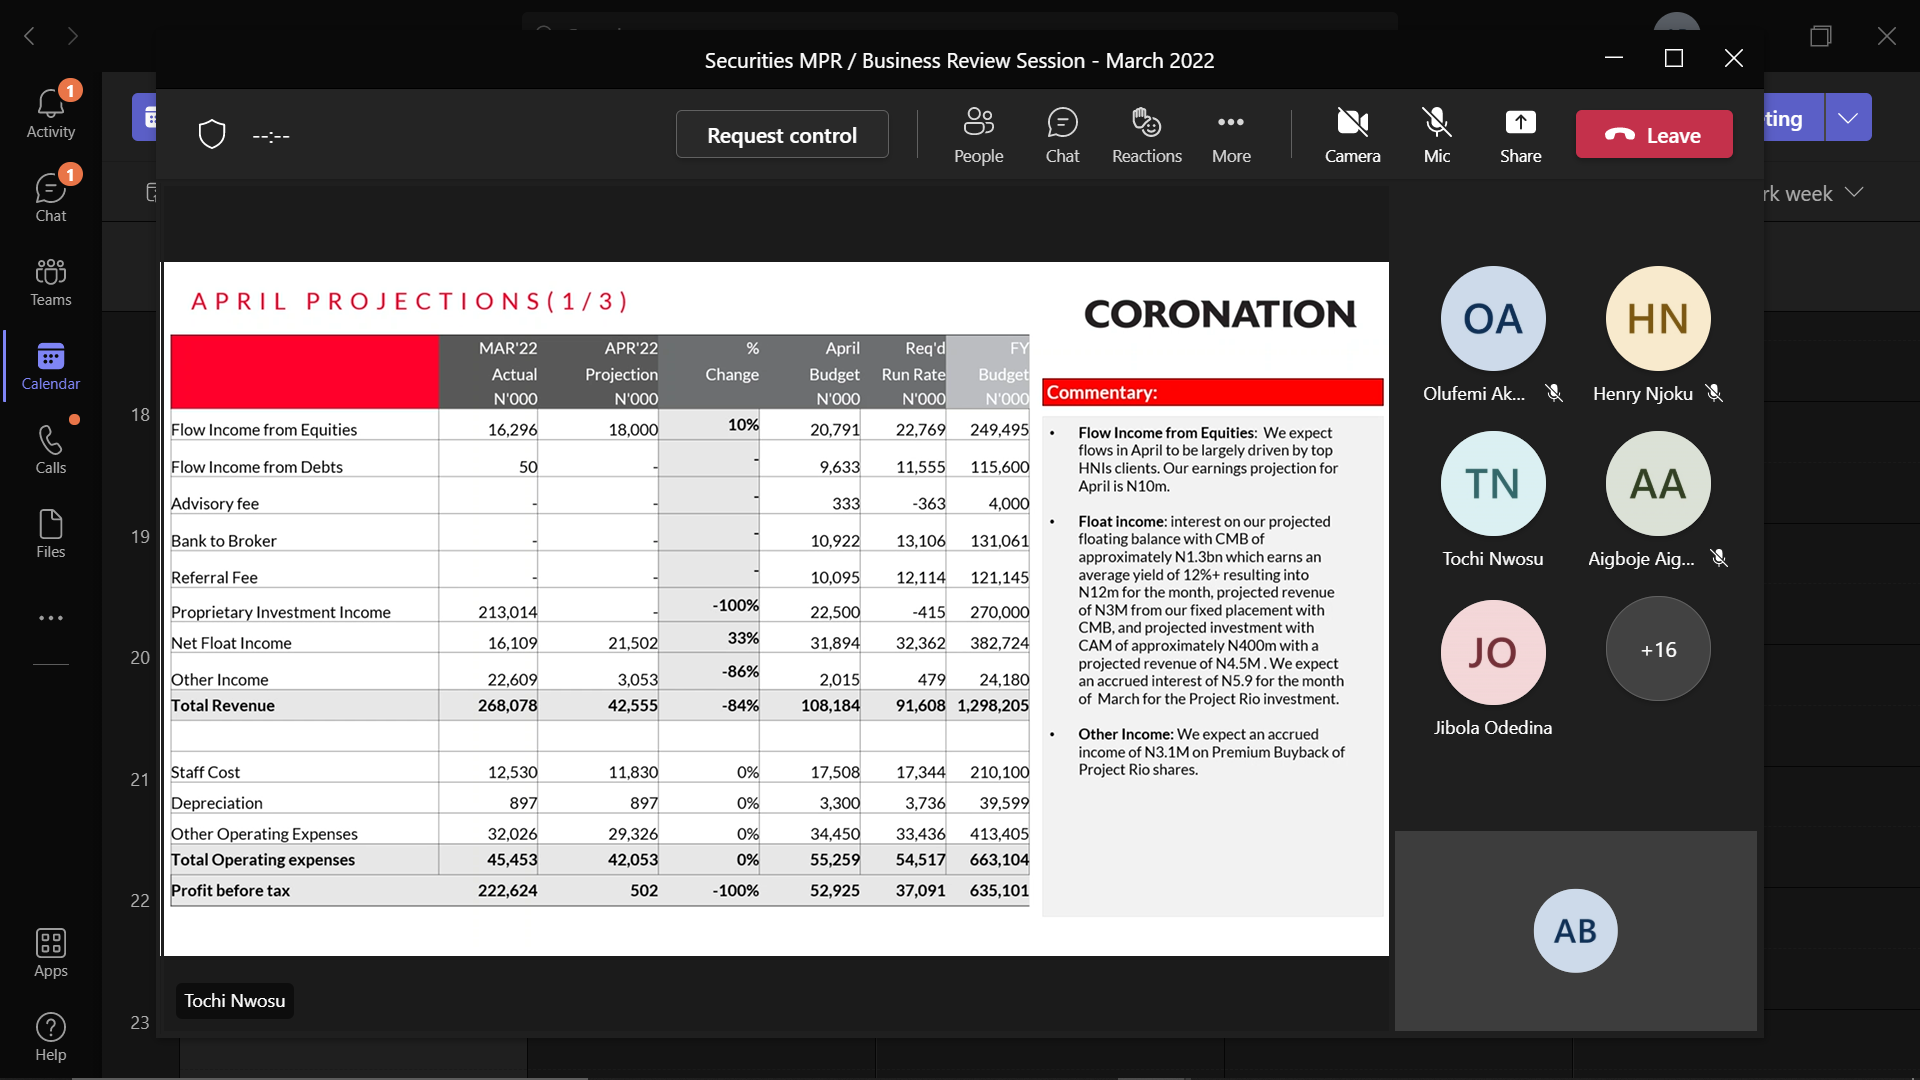 Securities MPR / Business Review Session - March 2022
1
Activity
1
Chat
Teams
Calendar
Calls
Files
Apps
Help
--:--
Request control
People
Chat
Reactions
More
Camera
Mic
Share
Leave
ting
rk week
18
19
20
21
22
23
APRIL PROJECTIONS(1/3)
CORONATION
MAR'22 APR'22 % April Req'd FY
Actual Projection Change Budget Run Rate Budget
N'000 N'000 N'000 N'000 N'000
Flow Income from Equities 16,296 18,000 10% 20,791 22,769 249,495
Flow Income from Debts 50 - - 9,633 11,555 115,600
Advisory fee - - - 333 -363 4,000
Bank to Broker - - - 10,922 13,106 131,061
Referral Fee - - - 10,095 12,114 121,145
Proprietary Investment Income 213,014 - -100% 22,500 -415 270,000
Net Float Income 16,109 21,502 33% 31,894 32,362 382,724
Other Income 22,609 3,053 -86% 2,015 479 24,180
Total Revenue 268,078 42,555 -84% 108,184 91,608 1,298,205
Staff Cost 12,530 11,830 0% 17,508 17,344 210,100
Depreciation 897 897 0% 3,300 3,736 39,599
Other Operating Expenses 32,026 29,326 0% 34,450 33,436 413,405
Total Operating expenses 45,453 42,053 0% 55,259 54,517 663,104
Profit before tax 222,624 502 -100% 52,925 37,091 635,101
Commentary:
• Flow Income from Equities: We expect
flows in April to be largely driven by top
HNIs clients. Our earnings projection for
April is N10m.
• Float income: interest on our projected
floating balance with CMB of
approximately N1.3bn which earns an
average yield of 12%+ resulting into
N12m for the month, projected revenue
of N3M from our fixed placement with
CMB, and projected investment with
CAM of approximately N400m with a
projected revenue of N4.5M . We expect
an accrued interest of N5.9 for the month
of March for the Project Rio investment.
• Other Income: We expect an accrued
income of N3.1M on Premium Buyback of
Project Rio shares.
Tochi Nwosu
OA
Olufemi Ak...
HN
Henry Njoku
TN
Tochi Nwosu
AA
Aigboje Aig...
JO
Jibola Odedina
+16
AB